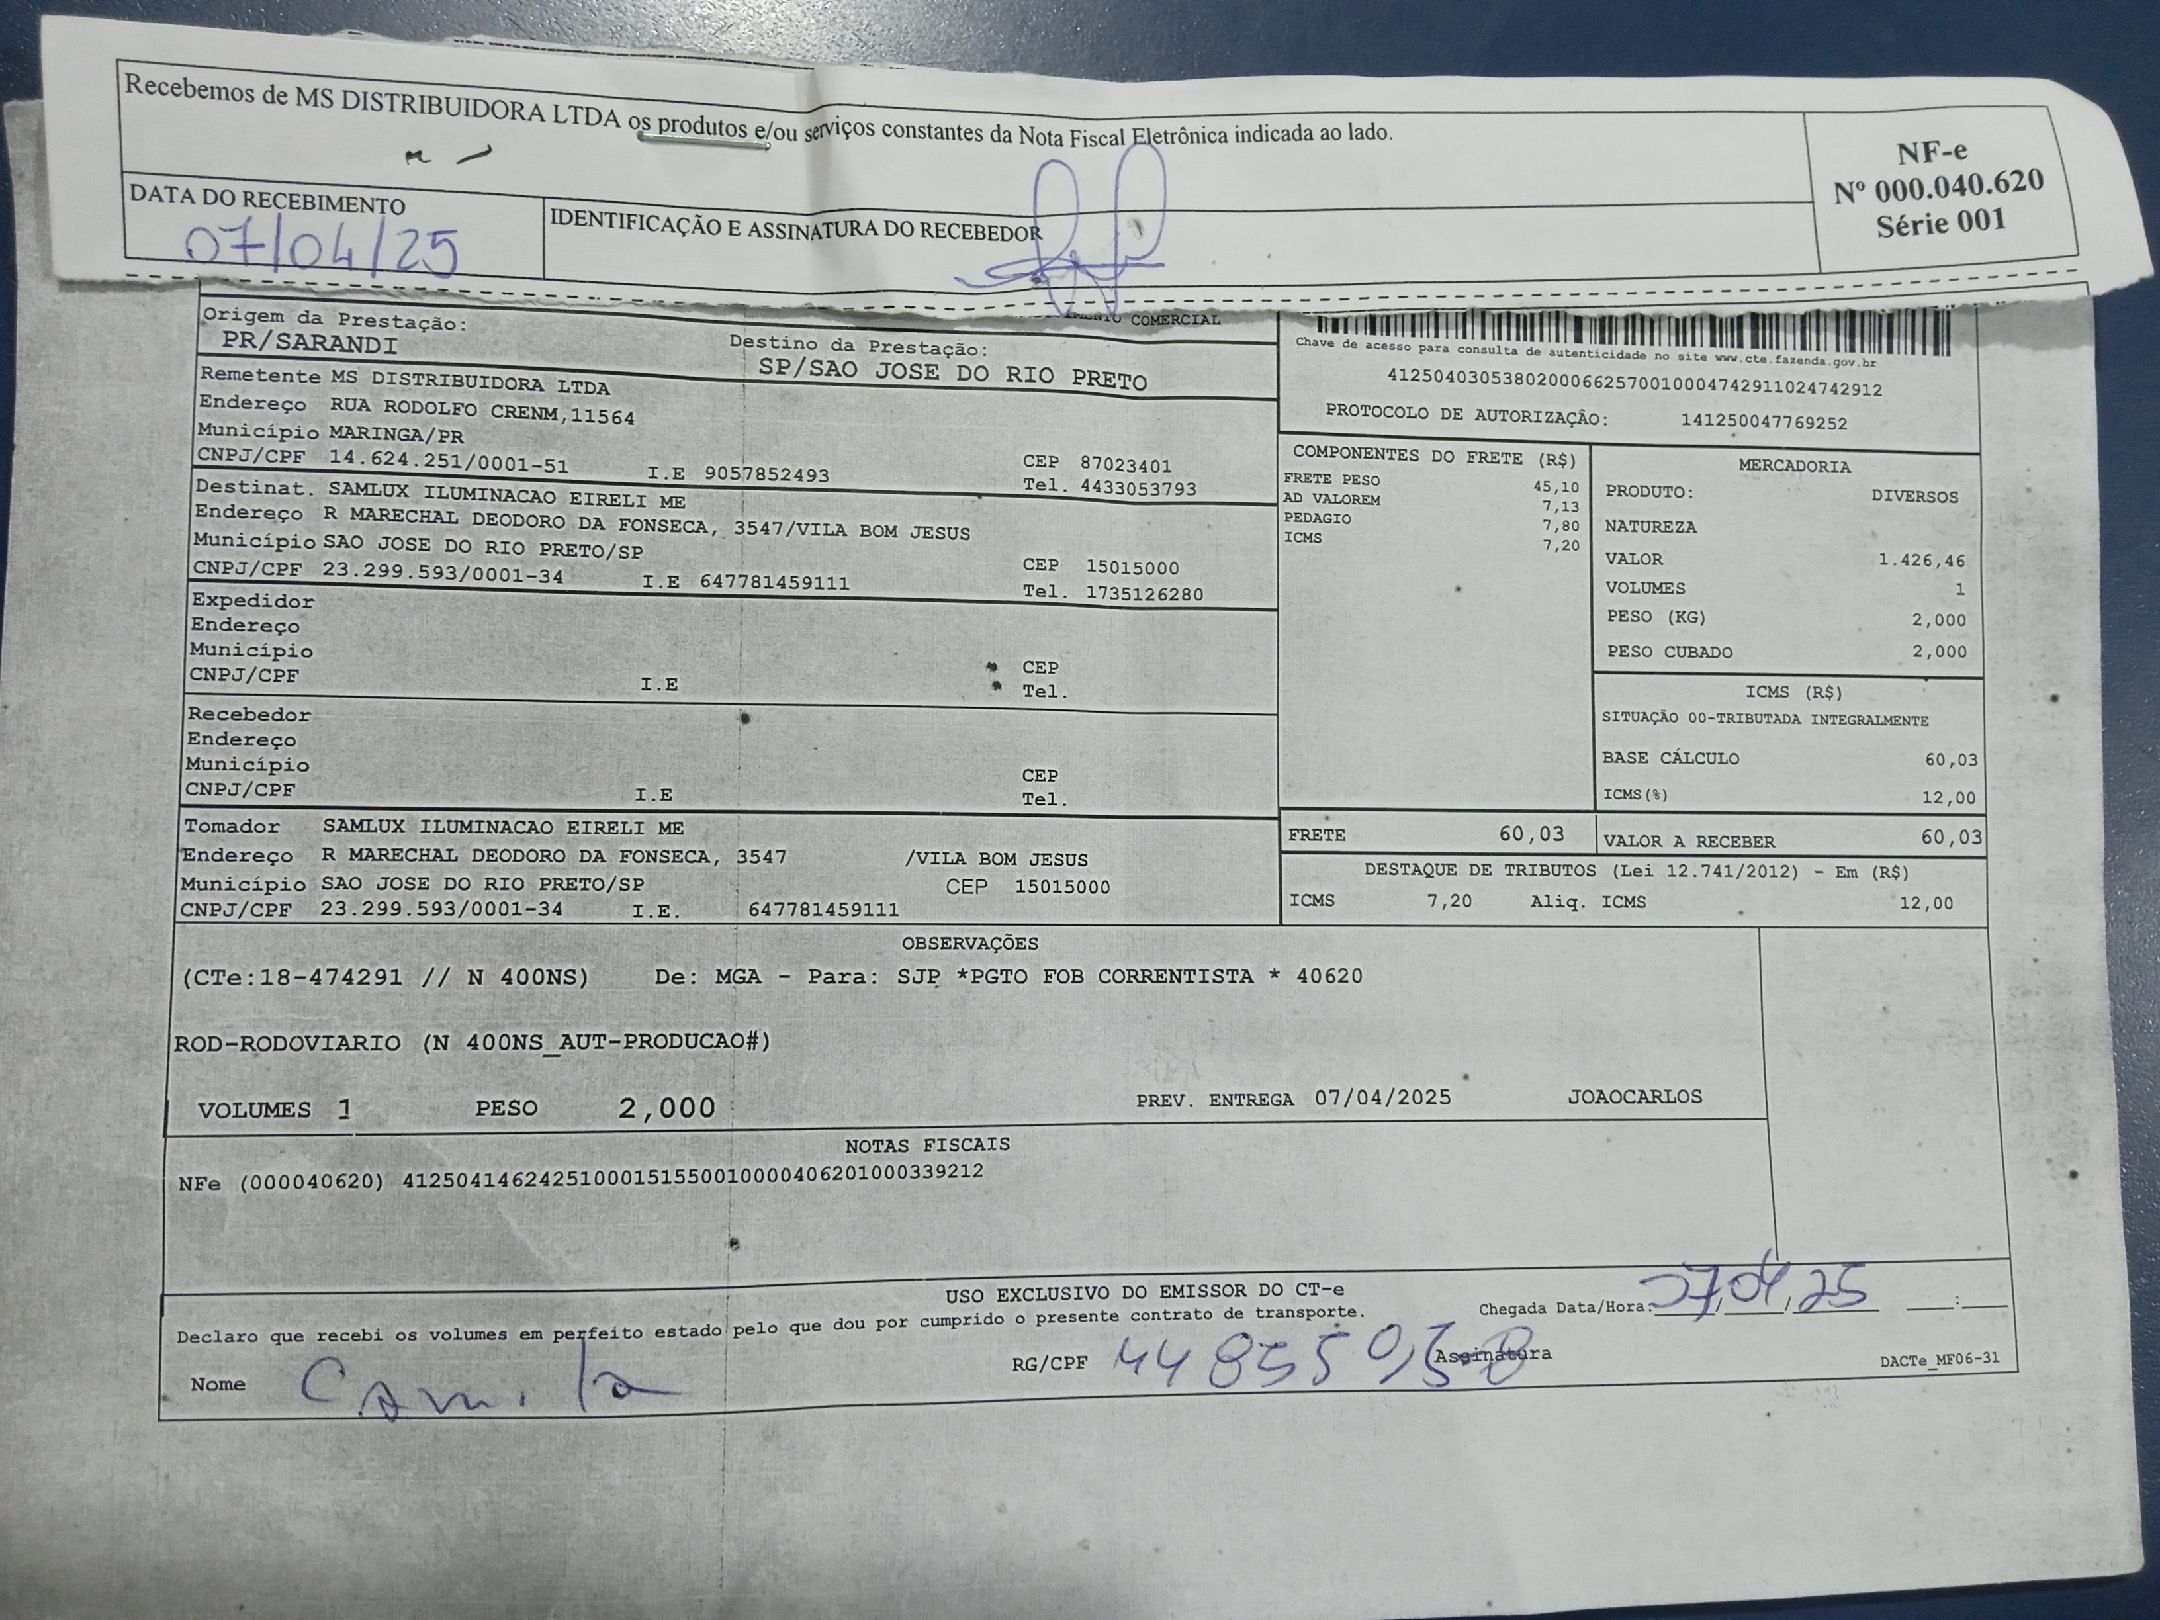 Recebemos de MS DISTRIBUIDORA LTDA os produtos e/ou serviços constantes da Nota Fiscal Eletrônica indicada ao lado.
NF-e
Nº 000.040.620
Série 001
DATA DO RECEBIMENTO
07/04/25
IDENTIFICAÇÃO E ASSINATURA DO RECEBEDOR
COMERCIAL
Origem da Prestação:
PR/SARANDI
Destino da Prestação:
SP/SAO JOSE DO RIO PRETO
Remetente MS DISTRIBUIDORA LTDA
Endereço RUA RODOLFO CRENM,11564
Município MARINGA/PR
CNPJ/CPF 14.624.251/0001-51 I.E 9057852493
CEP 87023401
Tel. 4433053793
Destinat. SAMLUX ILUMINACAO EIRELI ME
Endereço R MARECHAL DEODORO DA FONSECA, 3547/VILA BOM JESUS
Município SAO JOSE DO RIO PRETO/SP
CNPJ/CPF 23.299.593/0001-34 I.E 647781459111
CEP 15015000
Tel. 1735126280
Expedidor
Endereço
Município
CNPJ/CPF I.E
CEP
Tel.
Recebedor
Endereço
Município
CNPJ/CPF I.E
CEP
Tel.
Tomador SAMLUX ILUMINACAO EIRELI ME
Endereço R MARECHAL DEODORO DA FONSECA, 3547 /VILA BOM JESUS
Município SAO JOSE DO RIO PRETO/SP CEP 15015000
CNPJ/CPF 23.299.593/0001-34 I.E. 647781459111
Chave de acesso para consulta de autenticidade no site www.cte.fazenda.gov.br
41250403053802000662570010004742911024742912
PROTOCOLO DE AUTORIZAÇÂO: 141250047769252
COMPONENTES DO FRETE (R$)
FRETE PESO 45,10
AD VALOREM 7,13
PEDAGIO 7,80
ICMS 7,20
MERCADORIA
PRODUTO: DIVERSOS
NATUREZA
VALOR 1.426,46
VOLUMES 1
PESO (KG) 2,000
PESO CUBADO 2,000
ICMS (R$)
SITUAÇÃO 00-TRIBUTADA INTEGRALMENTE
BASE CÁLCULO 60,03
ICMS(%) 12,00
FRETE 60,03 VALOR A RECEBER 60,03
DESTAQUE DE TRIBUTOS (Lei 12.741/2012) - Em (R$)
ICMS 7,20 Aliq. ICMS 12,00
OBSERVAÇÕES
(CTe:18-474291 // N 400NS) De: MGA - Para: SJP *PGTO FOB CORRENTISTA * 40620
ROD-RODOVIARIO (N 400NS_AUT-PRODUCAO#)
VOLUMES 1 PESO 2,000 PREV. ENTREGA 07/04/2025 JOAOCARLOS
NOTAS FISCAIS
NFe (000040620) 41250414624251000151550010000406201000339212
USO EXCLUSIVO DO EMISSOR DO CT-e
Declaro que recebi os volumes em perfeito estado pelo que dou por cumprido o presente contrato de transporte.
Chegada Data/Hora: 07/04/25 __:__
Nome Camila
RG/CPF
Assinatura
DACTe_MF06-31